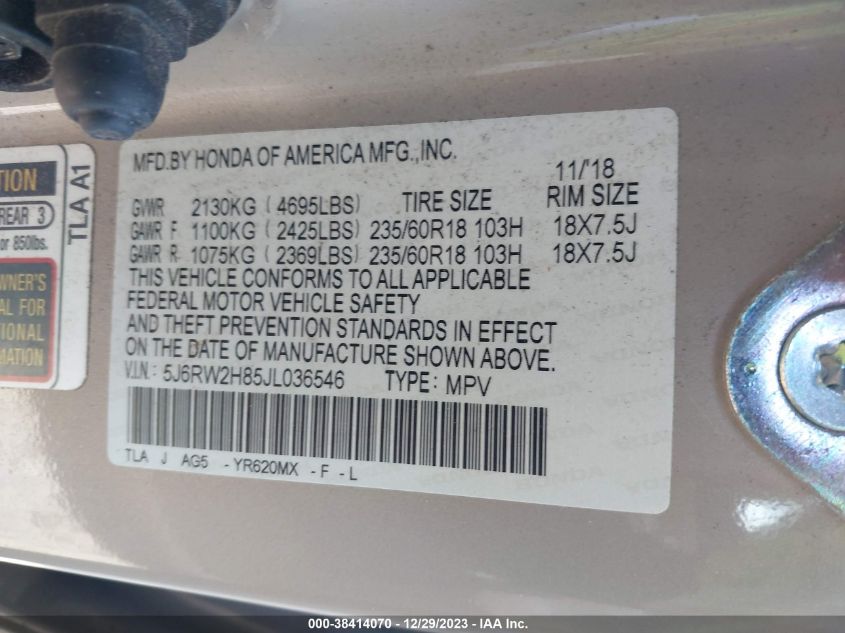 MFD.BY HONDA OF AMERICA MFG.,INC.
11/'18
GVWR 2130KG ( 4695LBS) TIRE SIZE RIM SIZE
GAWR F 1100KG ( 2425LBS) 235/60R18 103H 18X7.5J
GAWR R 1075KG ( 2369LBS) 235/60R18 103H 18X7.5J
THIS VEHICLE CONFORMS TO ALL APPLICABLE
FEDERAL MOTOR VEHICLE SAFETY
AND THEFT PREVENTION STANDARDS IN EFFECT
ON THE DATE OF MANUFACTURE SHOWN ABOVE.
V.I.N: 5J6RW2H85JL036546 TYPE: MPV
TLA J AG5 - YR620MX - F - L
TION
REAR 3
or 850lbs.
WNER'S
AL FOR
TIONAL
MATION
TLA A1
000-38414070 - 12/29/2023 - IAA Inc.